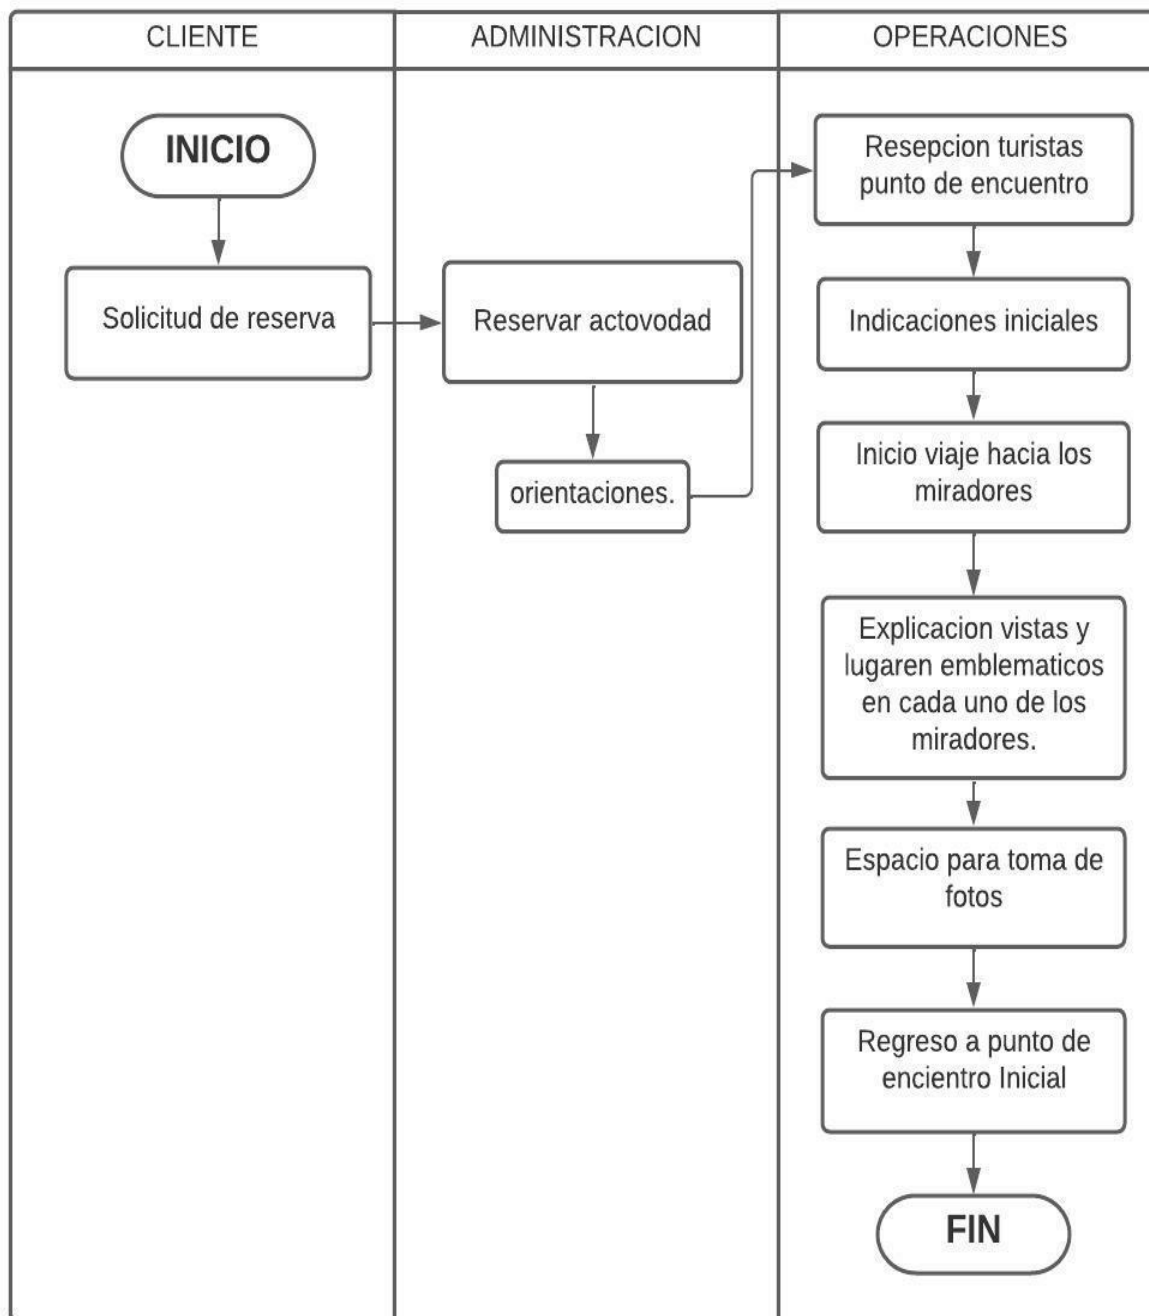 CLIENTE
ADMINISTRACION
OPERACIONES
INICIO
Solicitud de reserva
Reservar actovodad
orientaciones.
Resepcion turistas
punto de encuentro
Indicaciones iniciales
Inicio viaje hacia los
miradores
Explicacion vistas y
lugaren emblematicos
en cada uno de los
miradores.
Espacio para toma de
fotos
Regreso a punto de
encientro Inicial
FIN